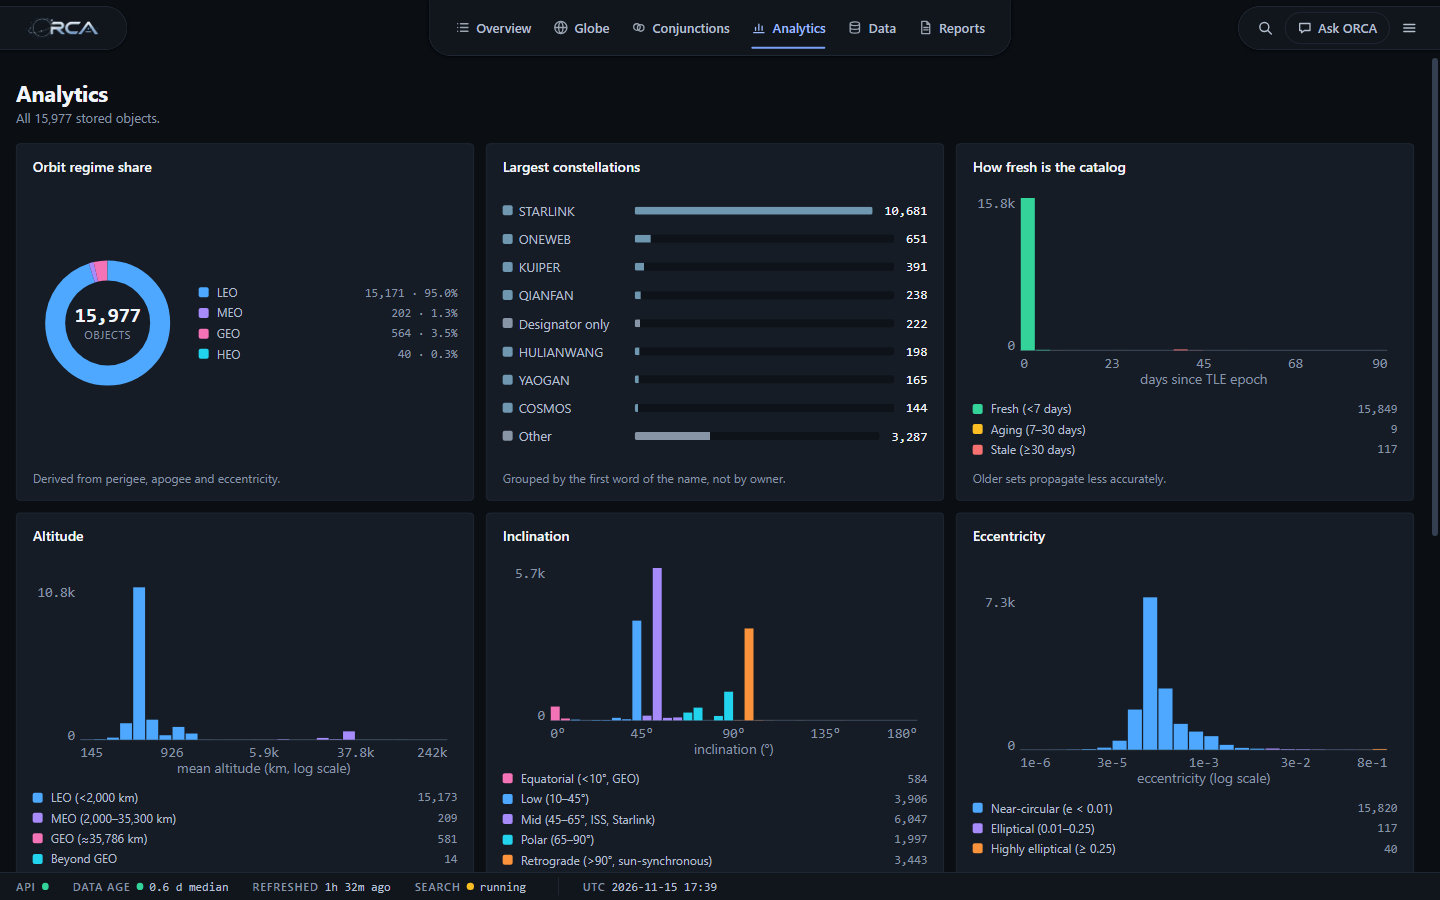 ORCA
Overview
Globe
Conjunctions
Analytics
Data
Reports
Ask ORCA
Analytics
All 15,977 stored objects.
Orbit regime share
15,977
OBJECTS
LEO 15,171 · 95.0%
MEO 202 · 1.3%
GEO 564 · 3.5%
HEO 40 · 0.3%
Derived from perigee, apogee and eccentricity.
Largest constellations
STARLINK 10,681
ONEWEB 651
KUIPER 391
QIANFAN 238
Designator only 222
HULIANWANG 198
YAOGAN 165
COSMOS 144
Other 3,287
Grouped by the first word of the name, not by owner.
How fresh is the catalog
15.8k
0
0 23 45 68 90
days since TLE epoch
Fresh (<7 days) 15,849
Aging (7–30 days) 9
Stale (≥30 days) 117
Older sets propagate less accurately.
Altitude
10.8k
0
145 926 5.9k 37.8k 242k
mean altitude (km, log scale)
LEO (<2,000 km) 15,173
MEO (2,000–35,300 km) 209
GEO (≈35,786 km) 581
Beyond GEO 14
Inclination
5.7k
0
0° 45° 90° 135° 180°
inclination (°)
Equatorial (<10°, GEO) 584
Low (10–45°) 3,906
Mid (45–65°, ISS, Starlink) 6,047
Polar (65–90°) 1,997
Retrograde (>90°, sun-synchronous) 3,443
Eccentricity
7.3k
0
1e-6 3e-5 1e-3 3e-2 8e-1
eccentricity (log scale)
Near-circular (e < 0.01) 15,820
Elliptical (0.01–0.25) 117
Highly elliptical (≥ 0.25) 40
API DATA AGE 0.6 d median REFRESHED 1h 32m ago SEARCH running UTC 2026-11-15 17:39